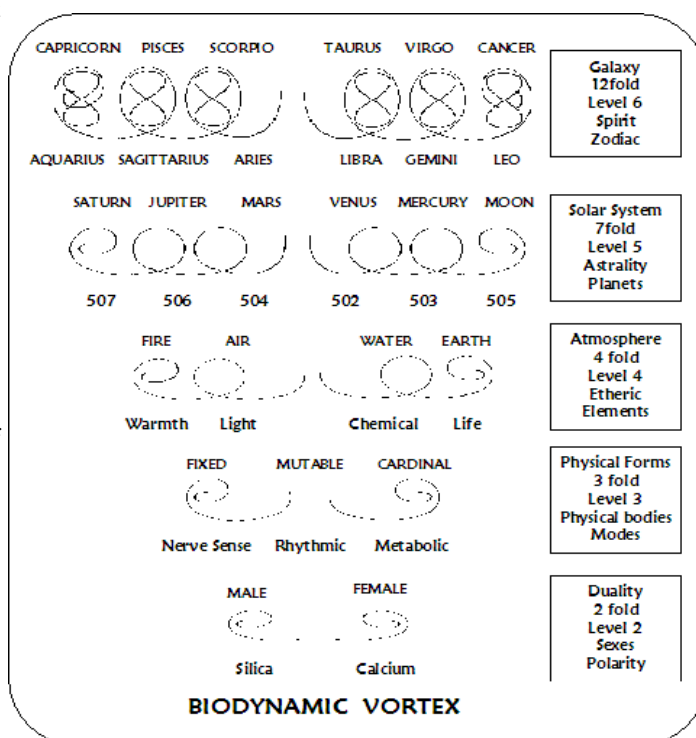 CAPRICORN PISCES SCORPIO TAURUS VIRGO CANCER
AQUARIUS SAGITTARIUS ARIES LIBRA GEMINI LEO
Galaxy
12fold
Level 6
Spirit
Zodiac
SATURN JUPITER MARS VENUS MERCURY MOON
507 506 504 502 503 505
Solar System
7fold
Level 5
Astrality
Planets
FIRE AIR WATER EARTH
Warmth Light Chemical Life
Atmosphere
4 fold
Level 4
Etheric
Elements
FIXED MUTABLE CARDINAL
Nerve Sense Rhythmic Metabolic
Physical Forms
3 fold
Level 3
Physical bodies
Modes
MALE FEMALE
Silica Calcium
Duality
2 fold
Level 2
Sexes
Polarity
BIODYNAMIC VORTEX